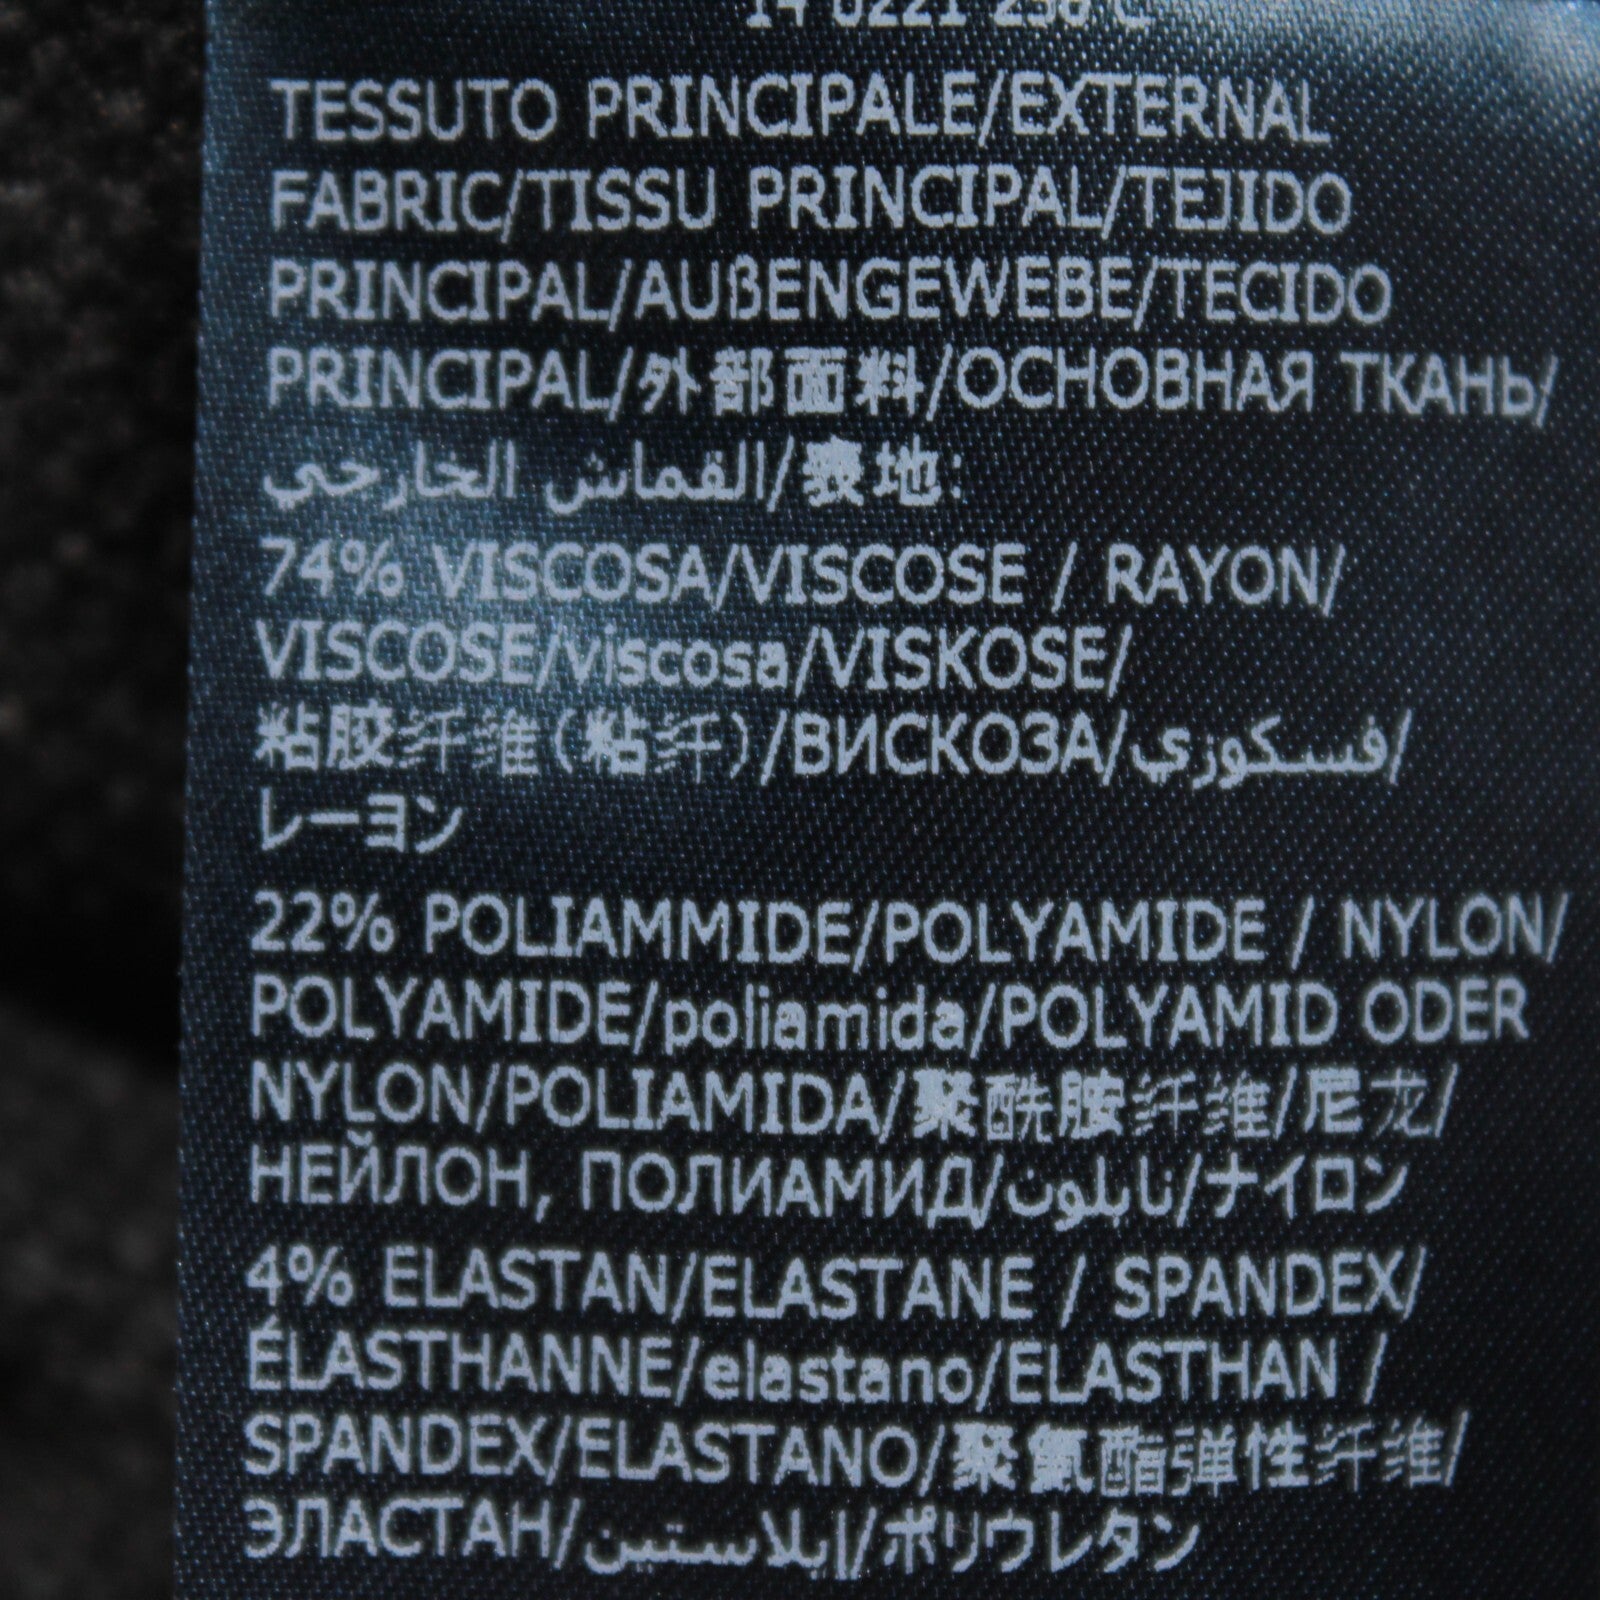 TESSUTO PRINCIPALE/EXTERNAL
FABRIC/TISSU PRINCIPAL/TEJIDO
PRINCIPAL/AUßENGEWEBE/TECIDO
PRINCIPAL/外部面料/ОСНОВНАЯ ТКАНЬ/
القماش الخارجي/表地:
74% VISCOSA/VISCOSE / RAYON/
VISCOSE/viscosa/VISKOSE/
粘胶纤维(粘纤)/ВИСКОЗА/فسكوزي/
レーヨン
22% POLIAMMIDE/POLYAMIDE / NYLON/
POLYAMIDE/poliamida/POLYAMID ODER
NYLON/POLIAMIDA/聚酰胺纤维/尼龙/
НЕЙЛОН, ПОЛИАМИД/نايلون/ナイロン
4% ELASTAN/ELASTANE / SPANDEX/
ÉLASTHANNE/elastano/ELASTHAN /
SPANDEX/ELASTANO/聚氨酯弹性纤维/
ЭЛАСТАН/إيلاستين/ポリウレタン